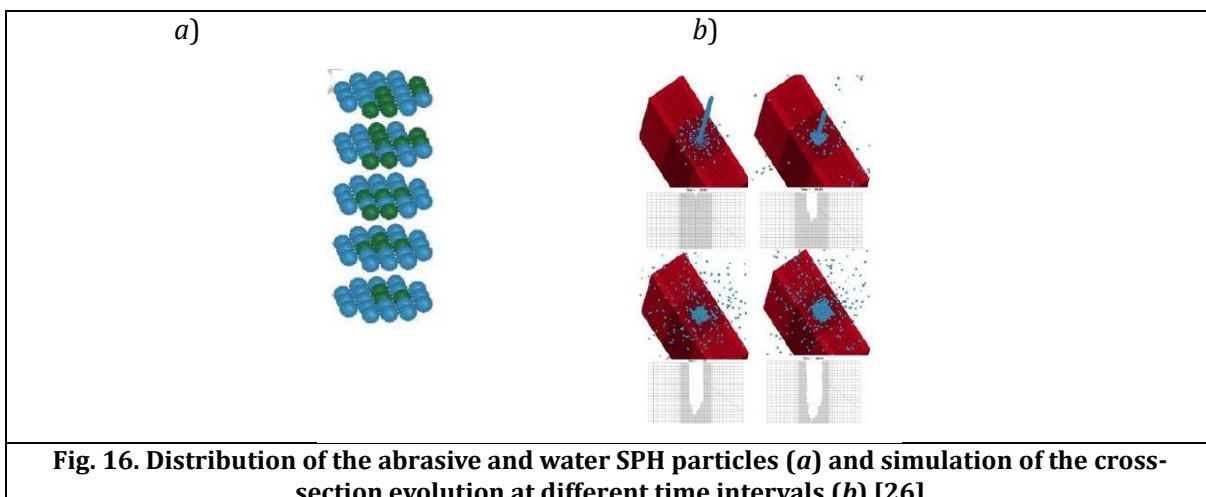 a) b)
Fig. 16. Distribution of the abrasive and water SPH particles (a) and simulation of the cross-
section evolution at different time intervals (b) [26]